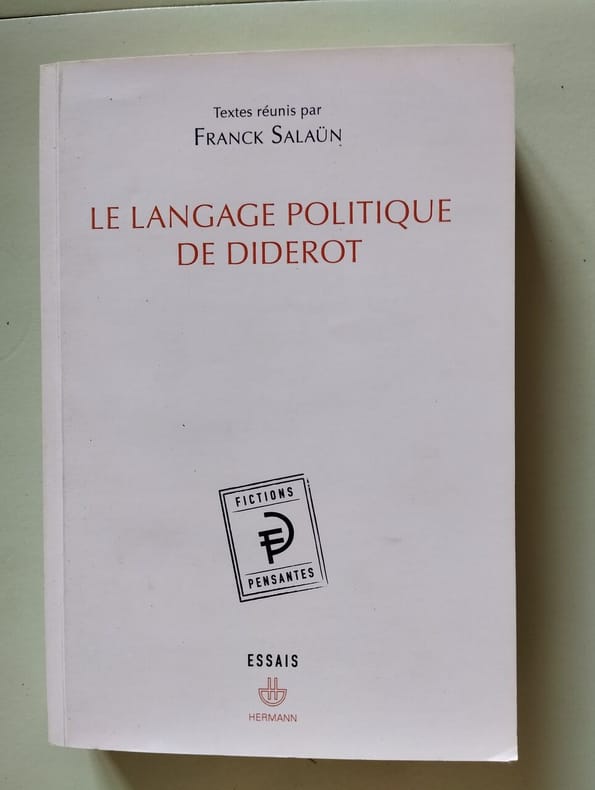 Textes réunis par
FRANCK SALAÜN
LE LANGAGE POLITIQUE
DE DIDEROT
FICTIONS
PENSANTES
ESSAIS
HERMANN